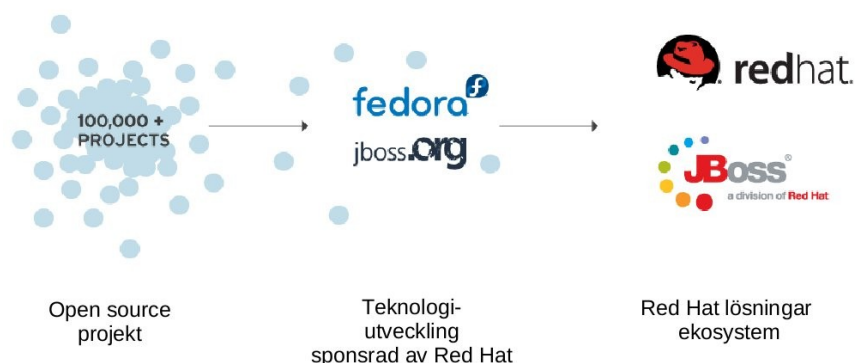 100,000 +
PROJECTS
fedora
jboss.org
redhat.
JBoss®
a division of Red Hat
Open source
projekt
Teknologi-
utveckling
sponsrad av Red Hat
Red Hat lösningar
ekosystem